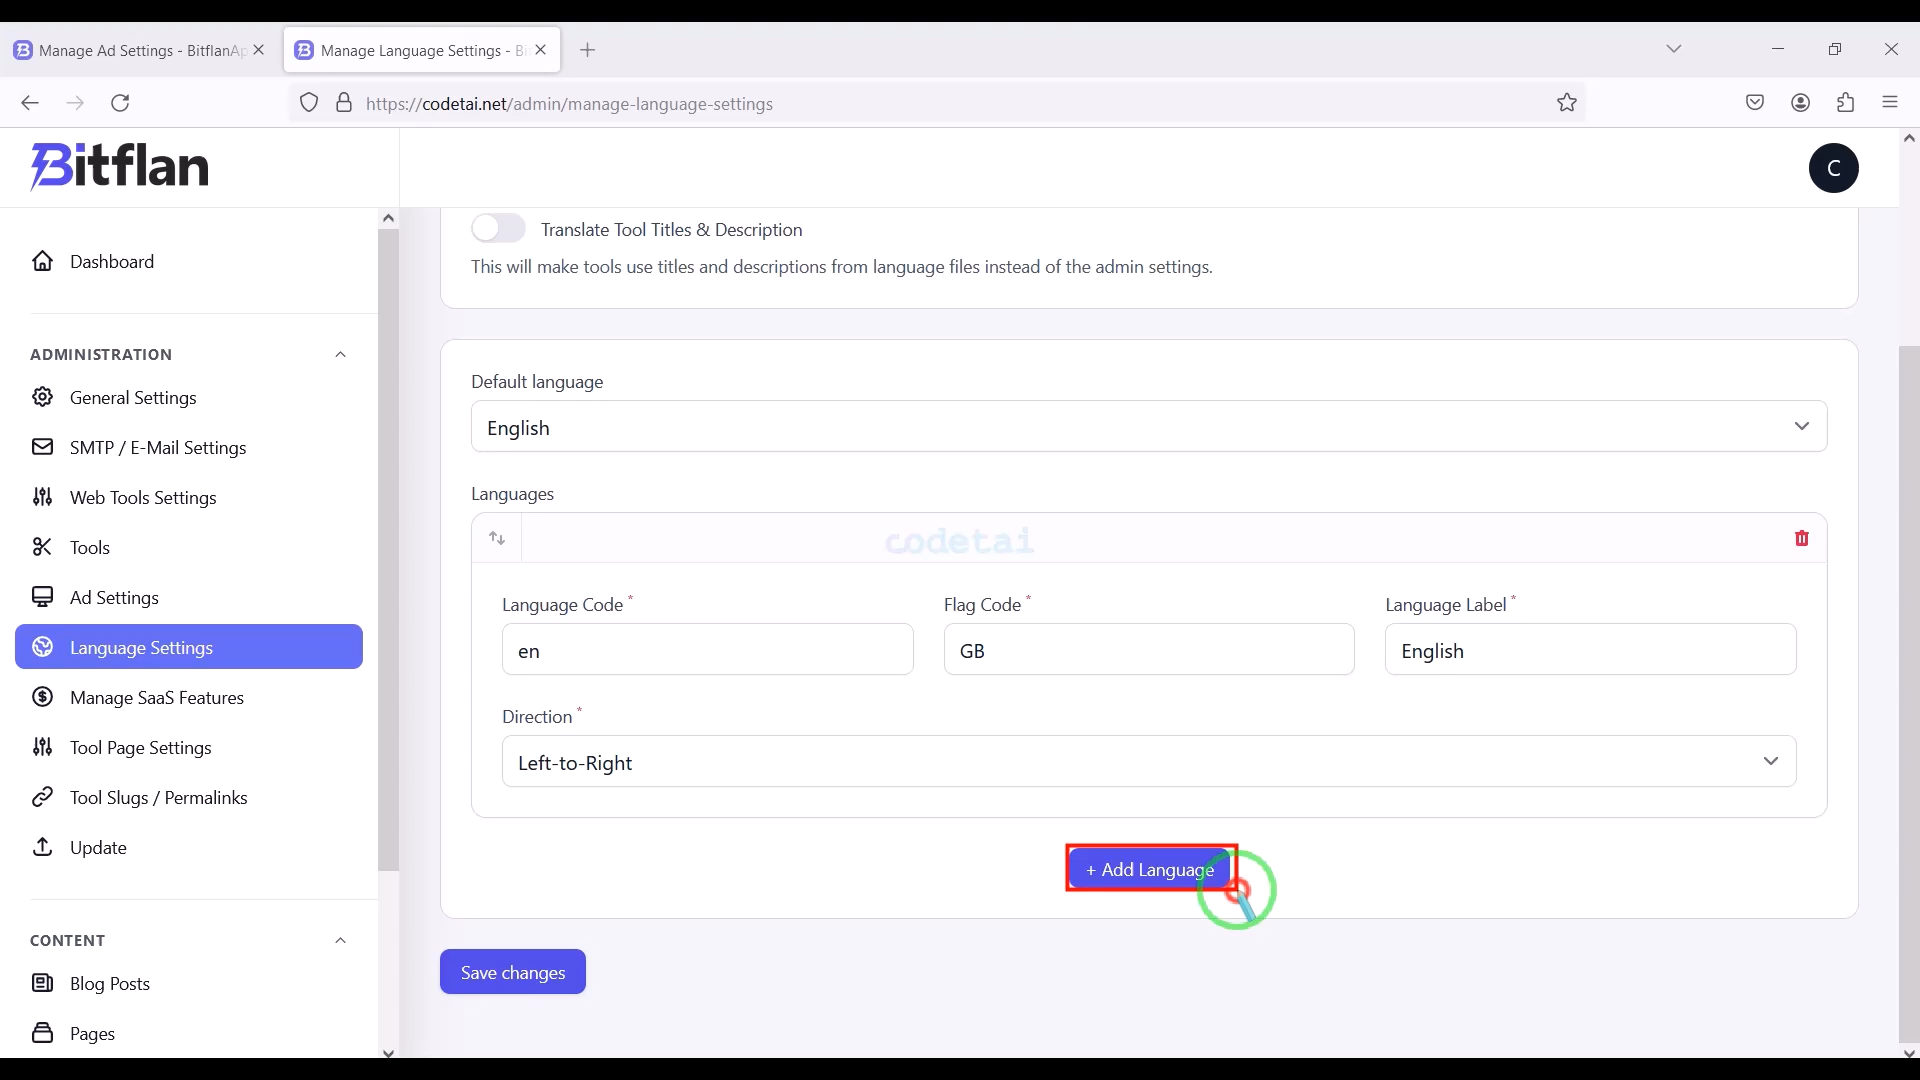 Manage Ad Settings - BitflanAp
Manage Language Settings - Bi
https://codetai.net/admin/manage-language-settings
Bitflan
C
Dashboard
ADMINISTRATION
General Settings
SMTP / E-Mail Settings
Web Tools Settings
Tools
Ad Settings
Language Settings
Manage SaaS Features
Tool Page Settings
Tool Slugs / Permalinks
Update
CONTENT
Blog Posts
Pages
Translate Tool Titles & Description
This will make tools use titles and descriptions from language files instead of the admin settings.
Default language
English
Languages
codetai
Language Code * Flag Code * Language Label *
en GB English
Direction *
Left-to-Right
+ Add Language
Save changes